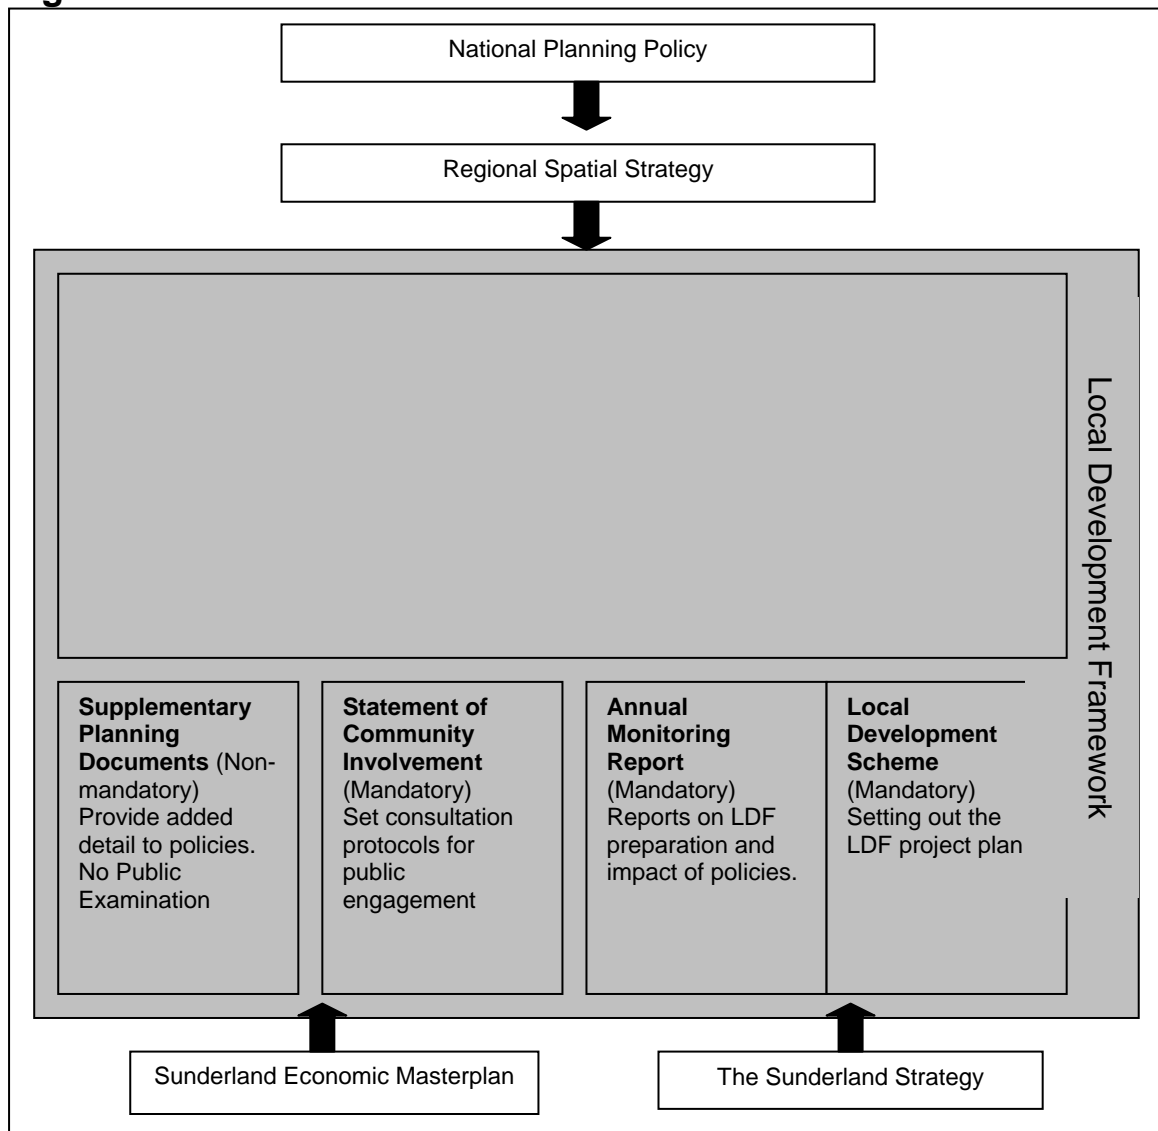 National Planning Policy
Regional Spatial Strategy
Local Development Framework
Supplementary
Planning
Documents (Non-
mandatory)
Provide added
detail to policies.
No Public
Examination
Statement of
Community
Involvement
(Mandatory)
Set consultation
protocols for
public
engagement
Annual
Monitoring
Report
(Mandatory)
Reports on LDF
preparation and
impact of policies.
Local
Development
Scheme
(Mandatory)
Setting out the
LDF project plan
Sunderland Economic Masterplan
The Sunderland Strategy